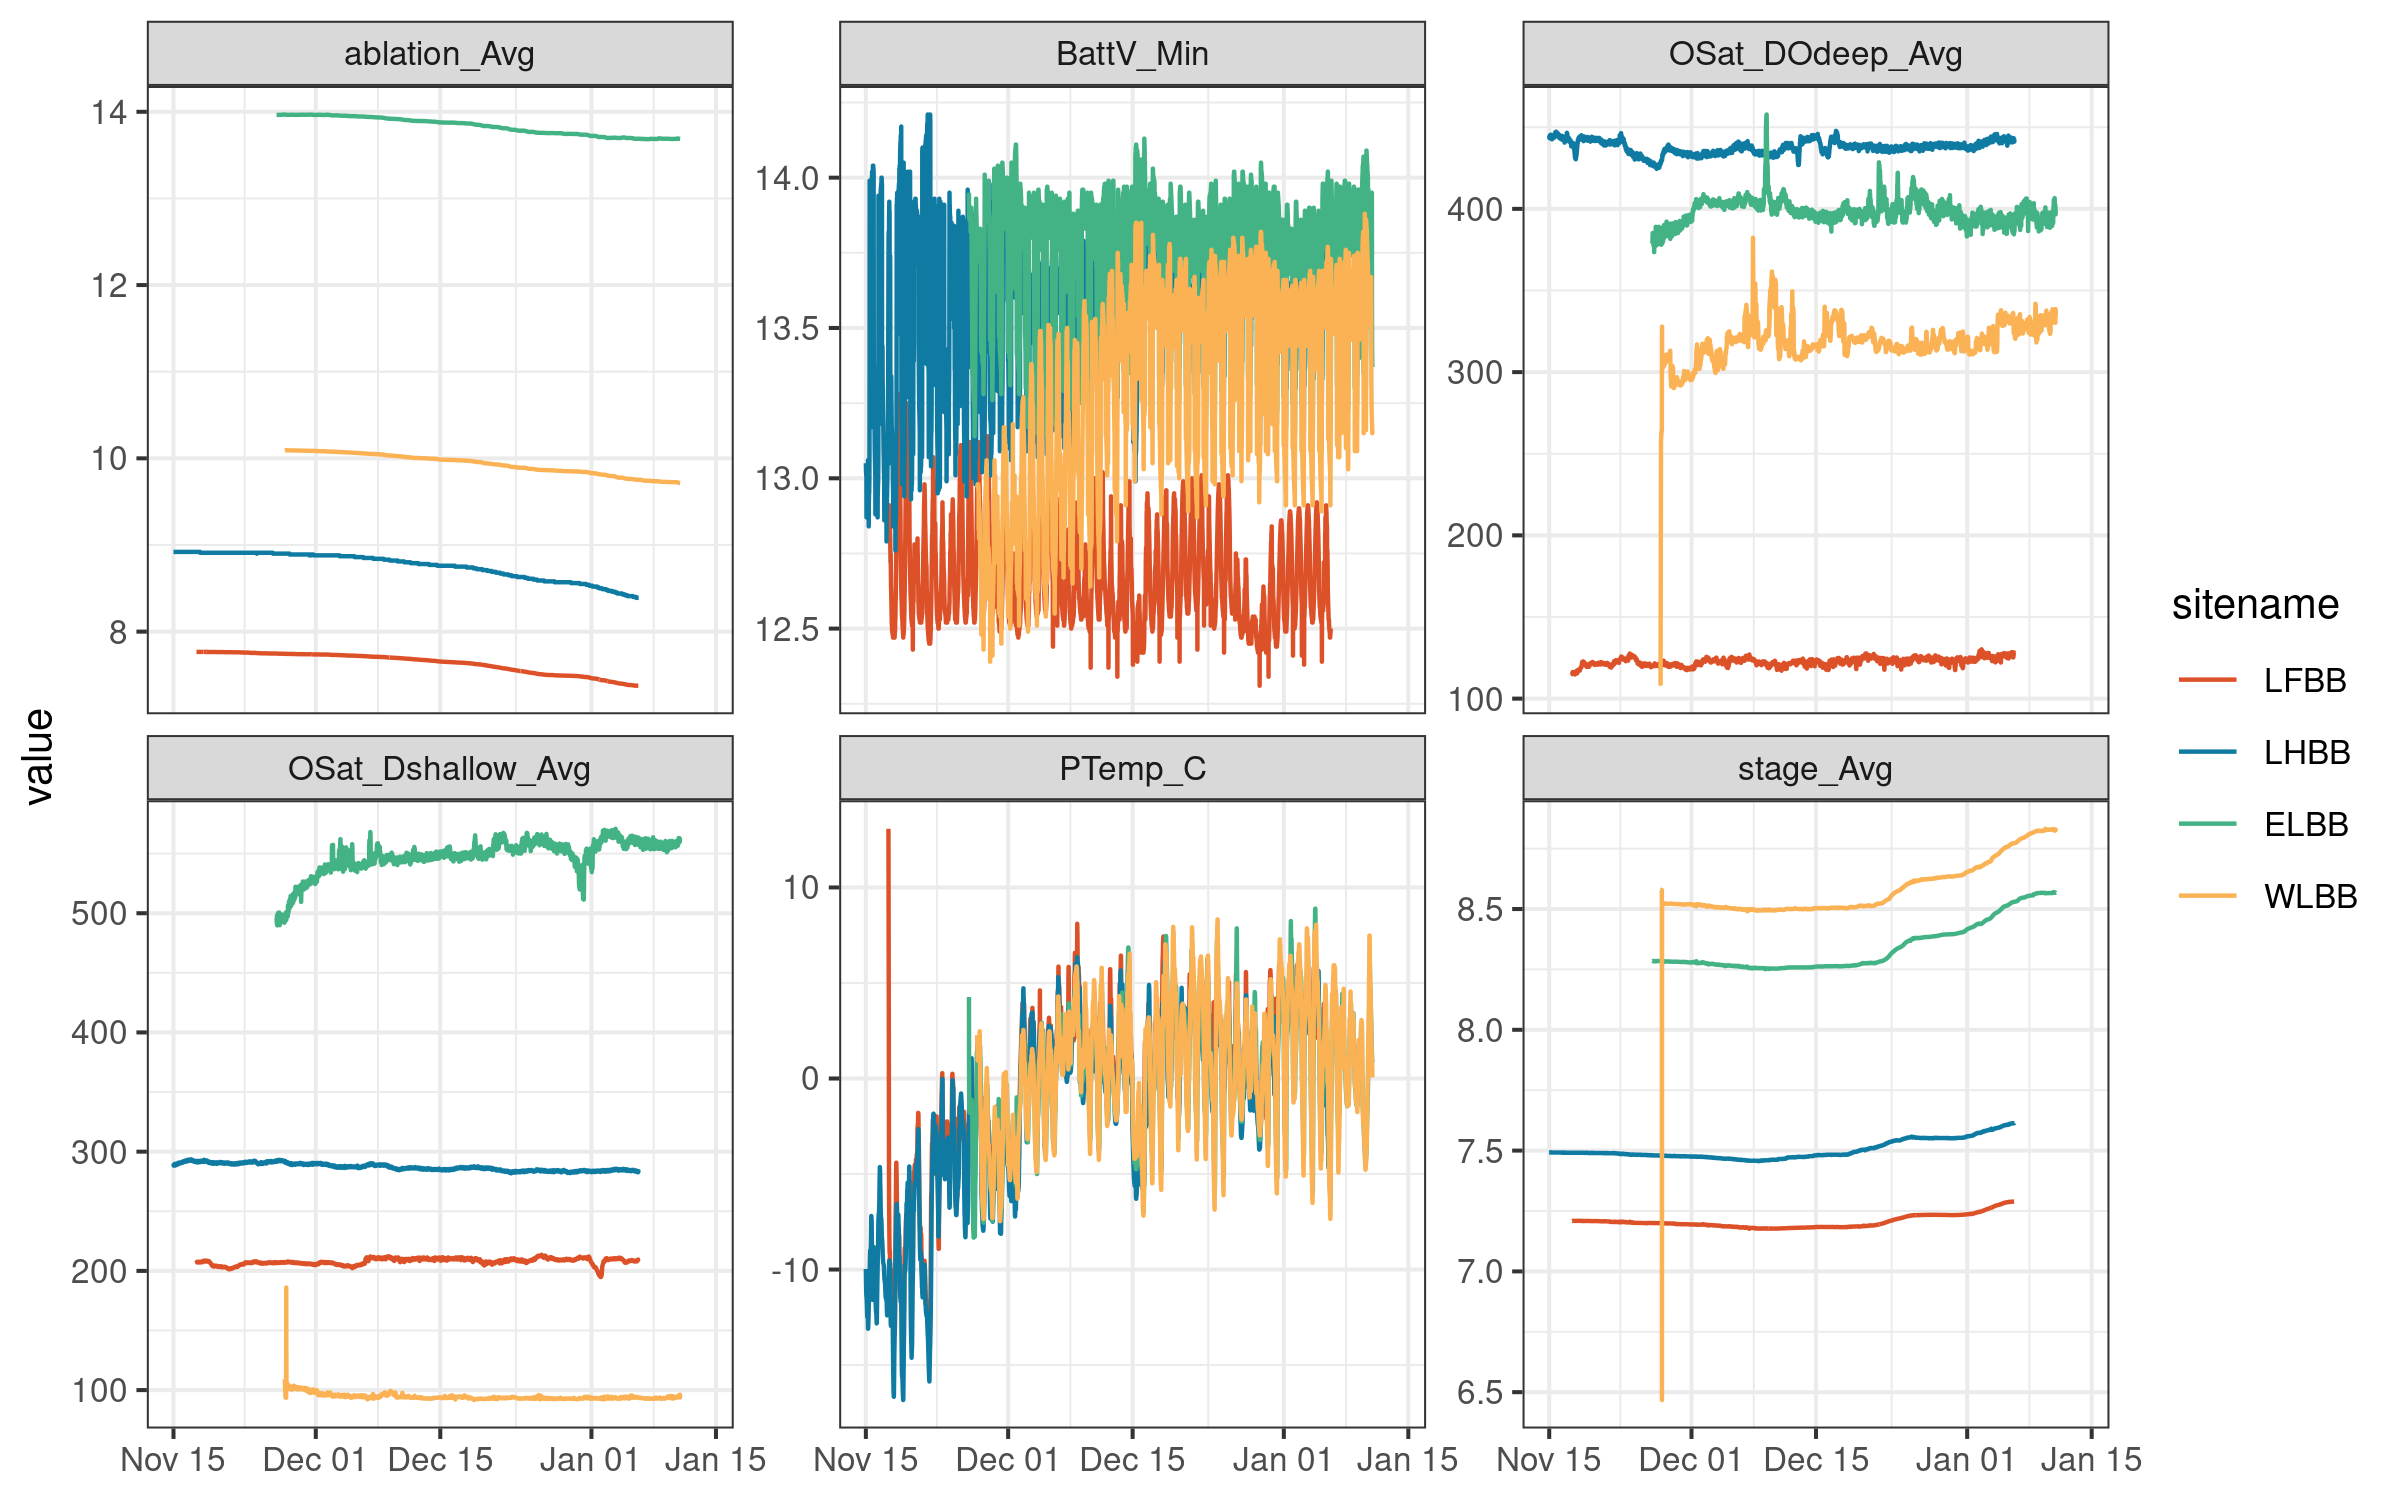 ablation_Avg
BattV_Min
OSat_DOdeep_Avg
14
12
10
8
14.0
13.5
13.0
12.5
400
300
200
100
value
OSat_Dshallow_Avg
PTemp_C
stage_Avg
500
400
300
200
100
10
0
-10
8.5
8.0
7.5
7.0
6.5
Nov 15 Dec 01 Dec 15 Jan 01 Jan 15
Nov 15 Dec 01 Dec 15 Jan 01 Jan 15
Nov 15 Dec 01 Dec 15 Jan 01 Jan 15
sitename
LFBB
LHBB
ELBB
WLBB